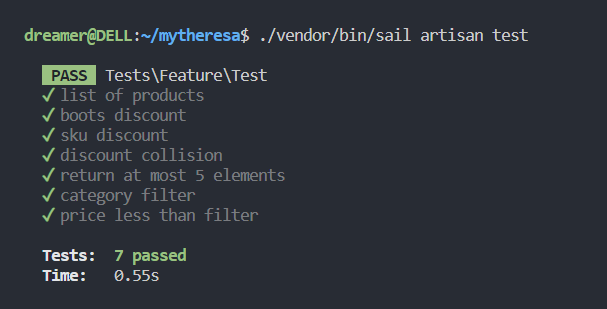 dreamer@DELL:~/mytheresa$ ./vendor/bin/sail artisan test
PASS Tests\Feature\Test
✓ list of products
✓ boots discount
✓ sku discount
✓ discount collision
✓ return at most 5 elements
✓ category filter
✓ price less than filter
Tests: 7 passed
Time: 0.55s